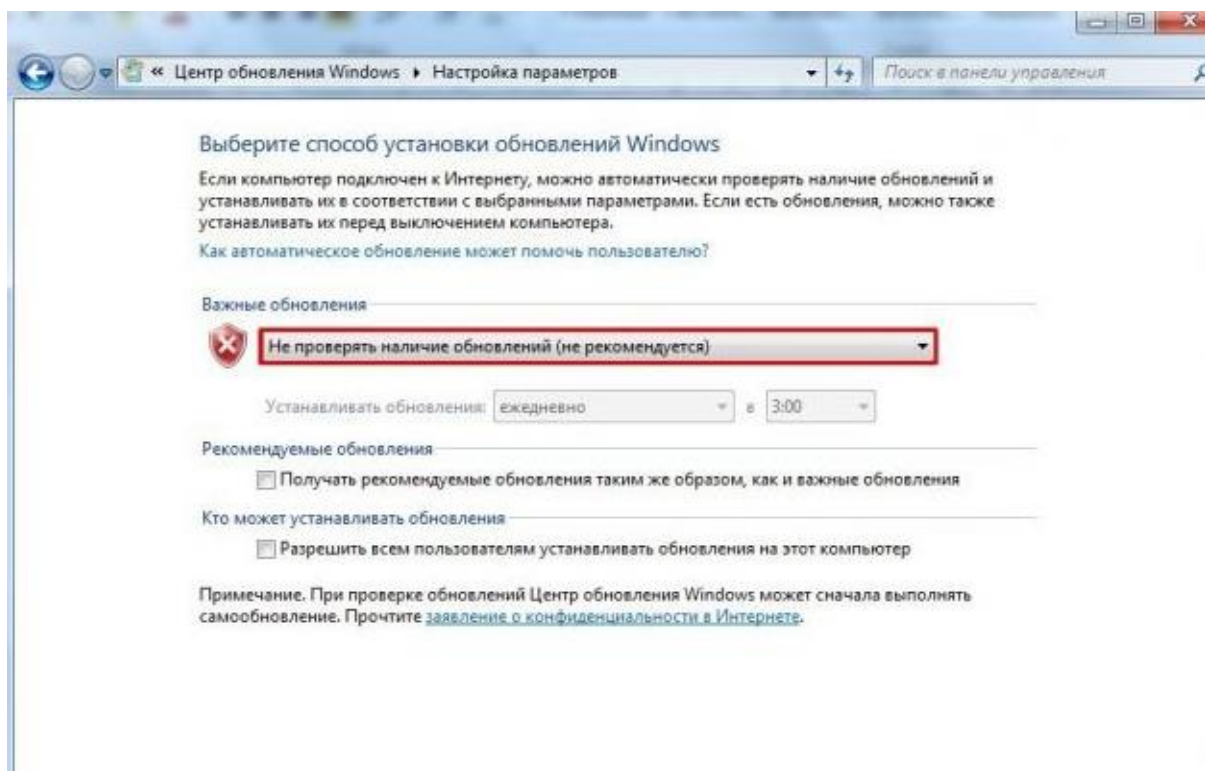 « Центр обновления Windows ▸ Настройка параметров
Поиск в панели управления
Выберите способ установки обновлений Windows
Если компьютер подключен к Интернету, можно автоматически проверять наличие обновлений и
устанавливать их в соответствии с выбранными параметрами. Если есть обновления, можно также
устанавливать их перед выключением компьютера.
Как автоматическое обновление может помочь пользователю?
Важные обновления
Не проверять наличие обновлений (не рекомендуется)
Устанавливать обновления: ежедневно в 3:00
Рекомендуемые обновления
Получать рекомендуемые обновления таким же образом, как и важные обновления
Кто может устанавливать обновления
Разрешить всем пользователям устанавливать обновления на этот компьютер
Примечание. При проверке обновлений Центр обновления Windows может сначала выполнять
самообновление. Прочтите заявление о конфиденциальности в Интернете.